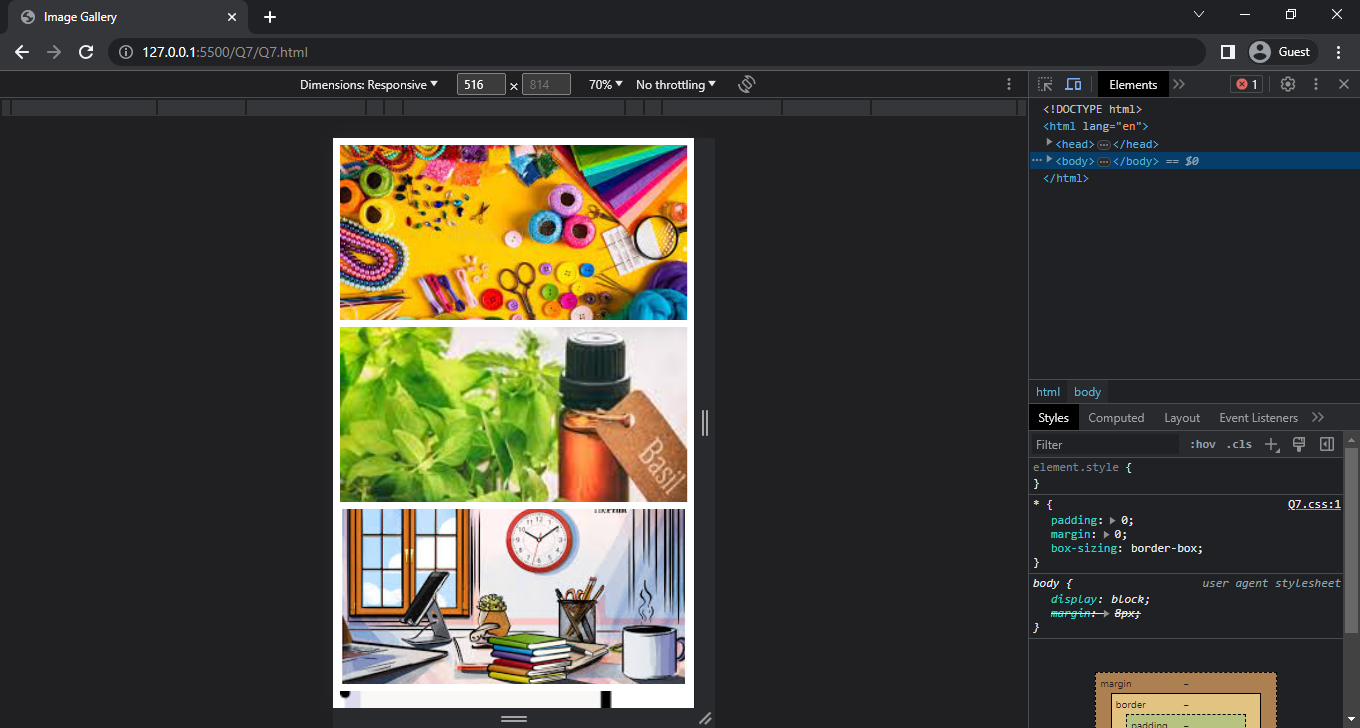 Image Gallery
127.0.0.1:5500/Q7/Q7.html
Guest
Dimensions: Responsive 516 × 814 70% No throttling
Elements 1
<!DOCTYPE html>
<html lang="en">
<head> … </head>
<body> … </body> == $0
</html>
Basil
html body
Styles Computed Layout Event Listeners
Filter :hov .cls
element.style {
}
* { Q7.css:1
padding: 0;
margin: 0;
box-sizing: border-box;
}
body { user agent stylesheet
display: block;
margin: 8px;
}
margin –
border –
padding –